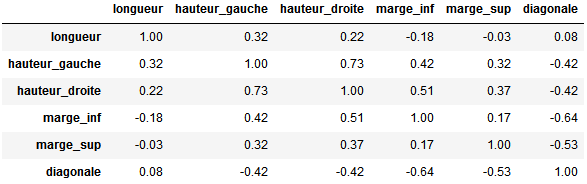 longueur hauteur_gauche hauteur_droite marge_inf marge_sup diagonale
longueur 1.00 0.32 0.22 -0.18 -0.03 0.08
hauteur_gauche 0.32 1.00 0.73 0.42 0.32 -0.42
hauteur_droite 0.22 0.73 1.00 0.51 0.37 -0.42
marge_inf -0.18 0.42 0.51 1.00 0.17 -0.64
marge_sup -0.03 0.32 0.37 0.17 1.00 -0.53
diagonale 0.08 -0.42 -0.42 -0.64 -0.53 1.00